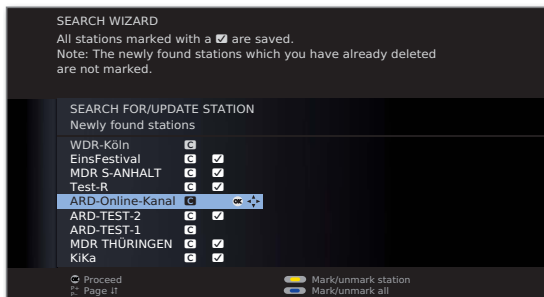 SEARCH WIZARD
All stations marked with a ☑ are saved.
Note: The newly found stations which you have already deleted
are not marked.
SEARCH FOR/UPDATE STATION
Newly found stations
WDR-Köln C
EinsFestival C ☑
MDR S-ANHALT C ☑
Test-R C ☑
ARD-Online-Kanal C OK
ARD-TEST-2 C ☑
ARD-TEST-1 C
MDR THÜRINGEN C ☑
KiKa C ☑
OK Proceed Mark/unmark station
P+ P- Page ↓↑ Mark/unmark all